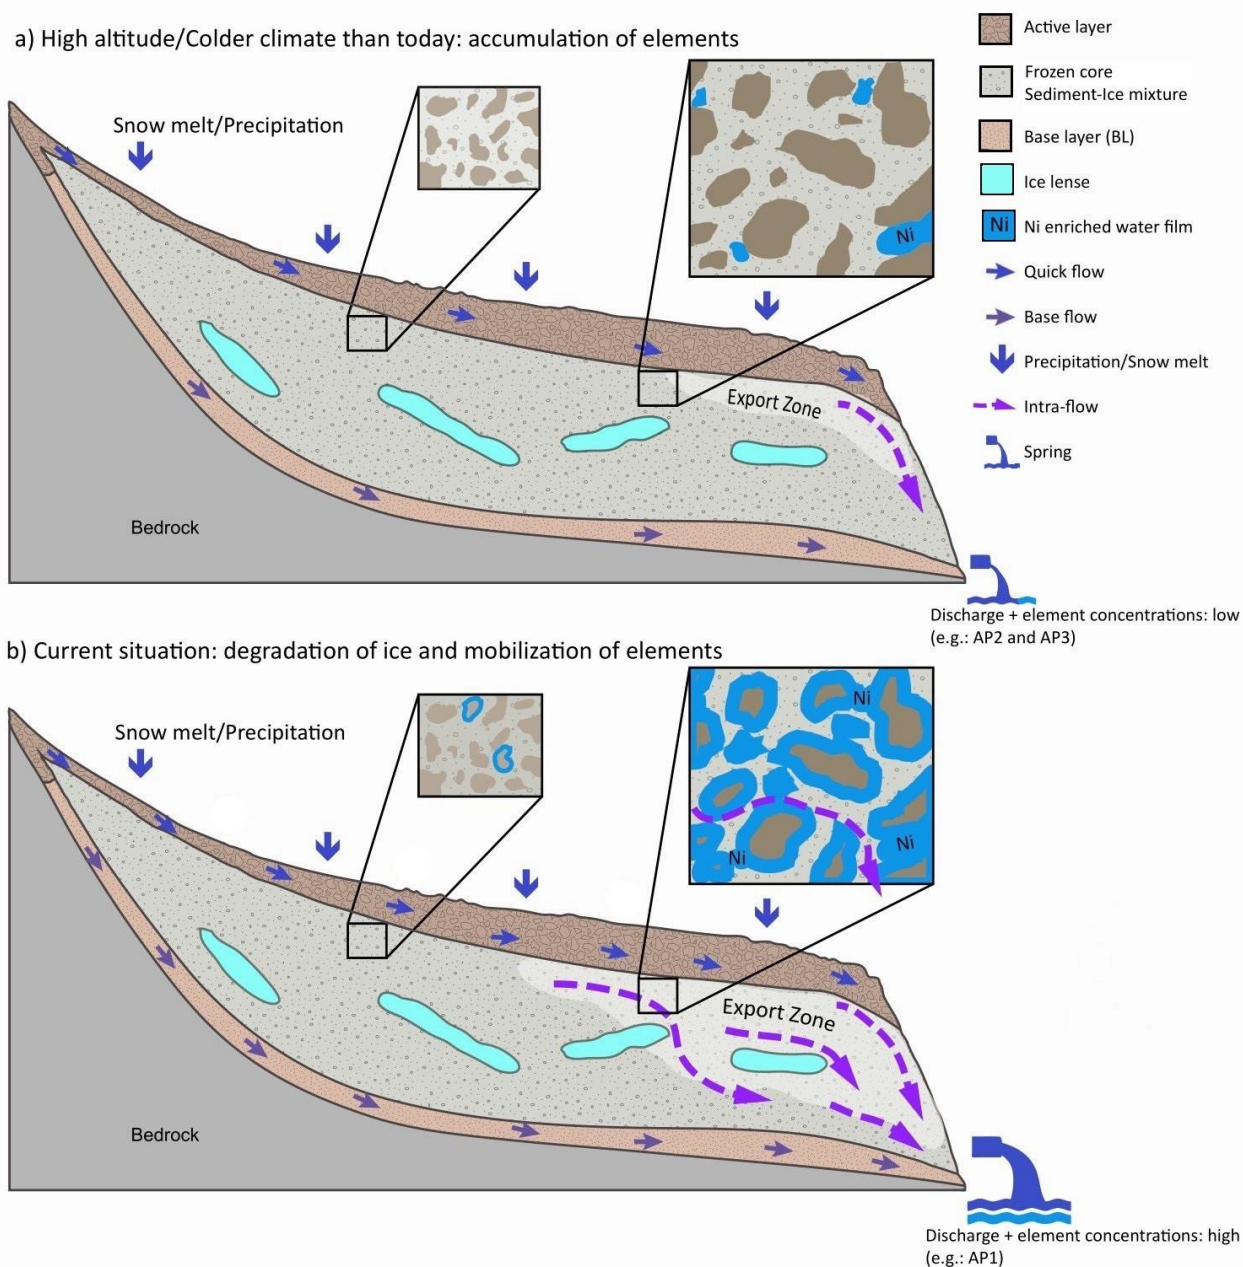 a) High altitude/Colder climate than today: accumulation of elements
Snow melt/Precipitation
Ni
Export Zone
Bedrock
Active layer
Frozen core
Sediment-Ice mixture
Base layer (BL)
Ice lense
Ni
Ni enriched water film
Quick flow
Base flow
Precipitation/Snow melt
Intra-flow
Spring
Discharge + element concentrations: low
(e.g.: AP2 and AP3)
b) Current situation: degradation of ice and mobilization of elements
Snow melt/Precipitation
Ni
Ni
Ni
Export Zone
Bedrock
Discharge + element concentrations: high
(e.g.: AP1)